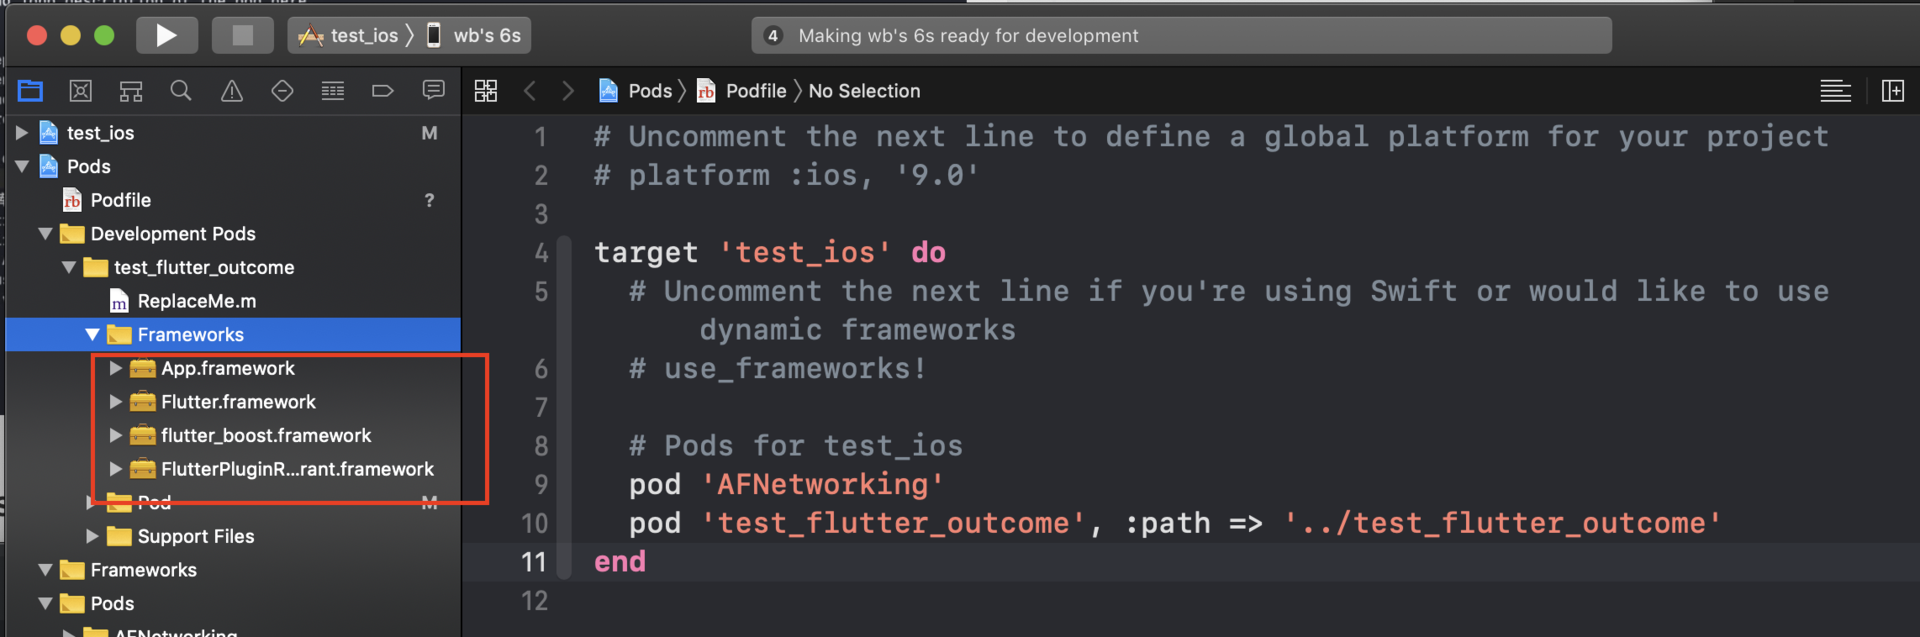 test_ios
wb's 6s
4
Making wb's 6s ready for development
Pods
rb
Podfile
No Selection
test_ios
M
Pods
rb
Podfile
?
Development Pods
test_flutter_outcome
m
ReplaceMe.m
Frameworks
App.framework
Flutter.framework
flutter_boost.framework
FlutterPluginR...rant.framework
Pod
M
Support Files
Frameworks
Pods
AFNetworking
1 # Uncomment the next line to define a global platform for your project
2 # platform :ios, '9.0'
3
4 target 'test_ios' do
5 # Uncomment the next line if you're using Swift or would like to use
dynamic frameworks
6 # use_frameworks!
7
8 # Pods for test_ios
9 pod 'AFNetworking'
10 pod 'test_flutter_outcome', :path => '../test_flutter_outcome'
11 end
12